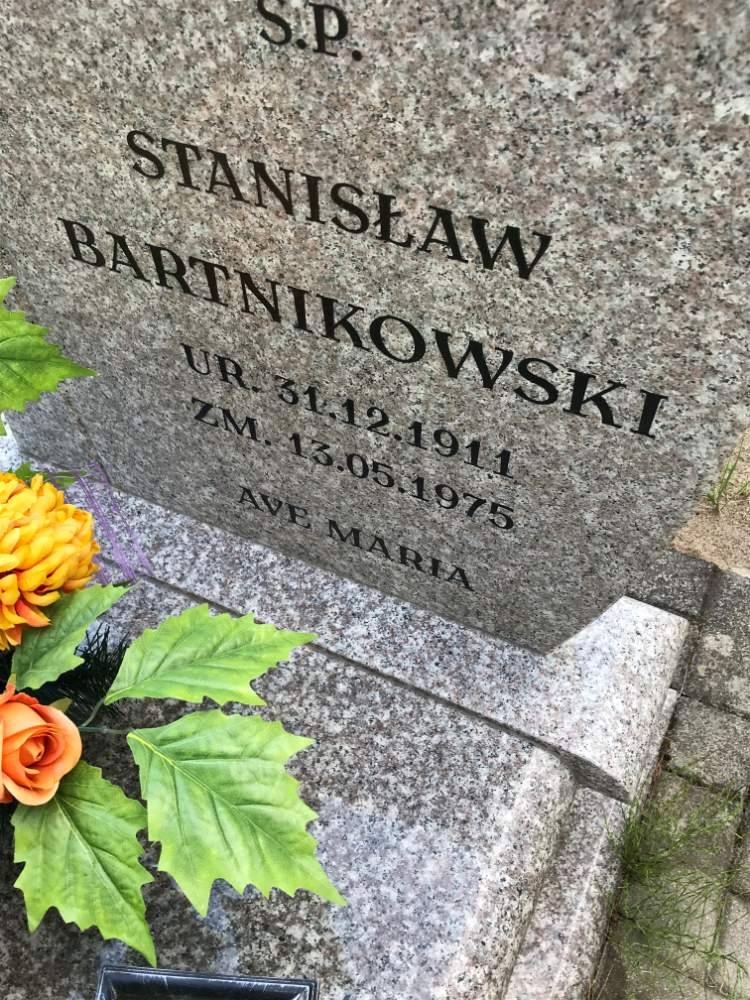 Ś.P.
STANISŁAW
BARTNIKOWSKI
UR. 31.12.1911
ZM. 13.05.1975
AVE MARIA